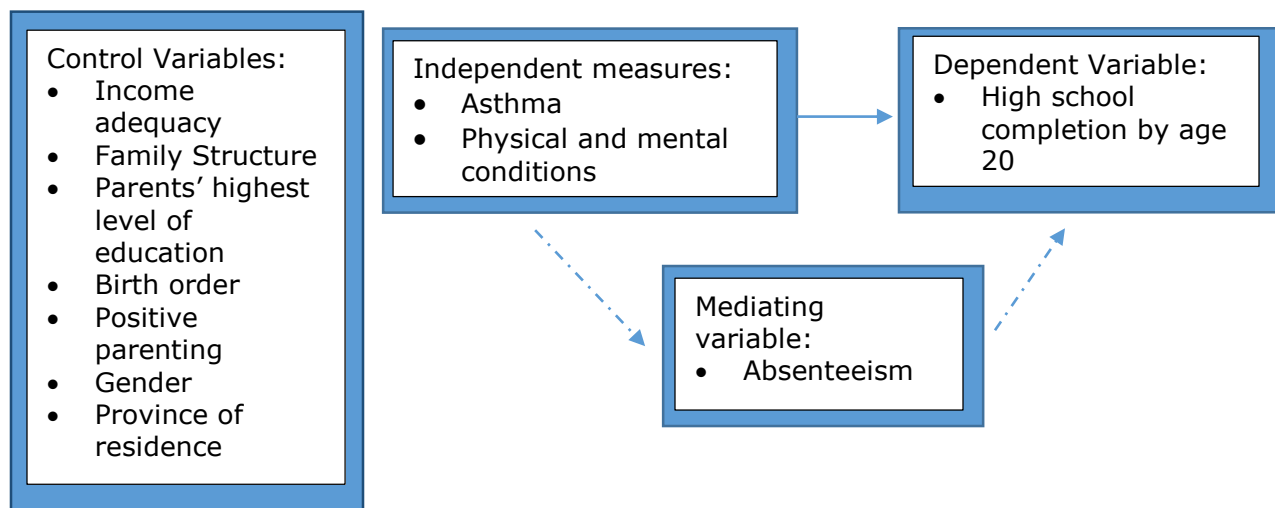 Control Variables:
• Income
adequacy
• Family Structure
• Parents’ highest
level of
education
• Birth order
• Positive
parenting
• Gender
• Province of
residence
Independent measures:
• Asthma
• Physical and mental
conditions
Dependent Variable:
• High school
completion by age
20
Mediating
variable:
• Absenteeism